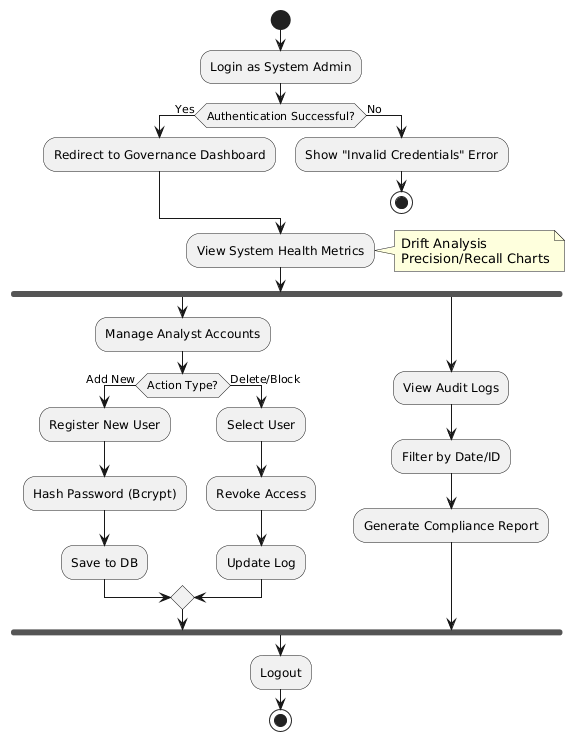 Login as System Admin
Yes
Authentication Successful?
No
Redirect to Governance Dashboard
Show "Invalid Credentials" Error
View System Health Metrics
Drift Analysis
Precision/Recall Charts
Manage Analyst Accounts
Add New
Action Type?
Delete/Block
Register New User
Hash Password (Bcrypt)
Save to DB
Select User
Revoke Access
Update Log
View Audit Logs
Filter by Date/ID
Generate Compliance Report
Logout